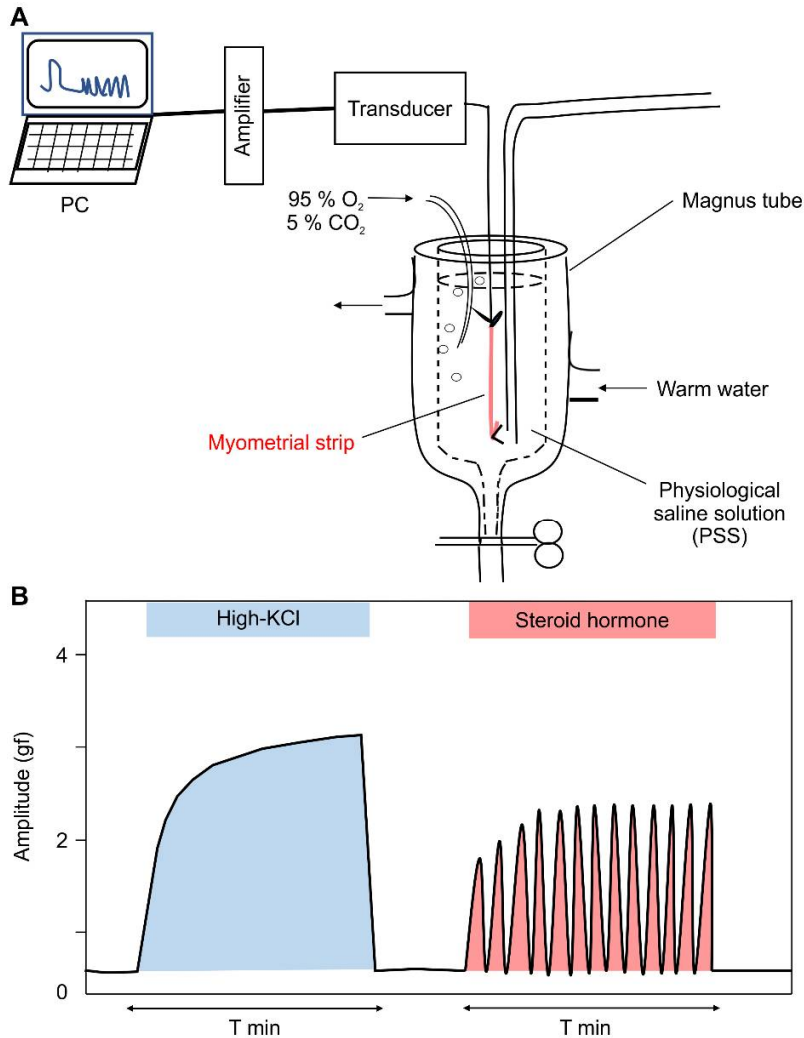 A
Amplifier
Transducer
PC
95 % O₂
5 % CO₂
Magnus tube
Warm water
Myometrial strip
Physiological
saline solution
(PSS)
B
High-KCl
Steroid hormone
4
Amplitude (gf)
2
0
T min
T min